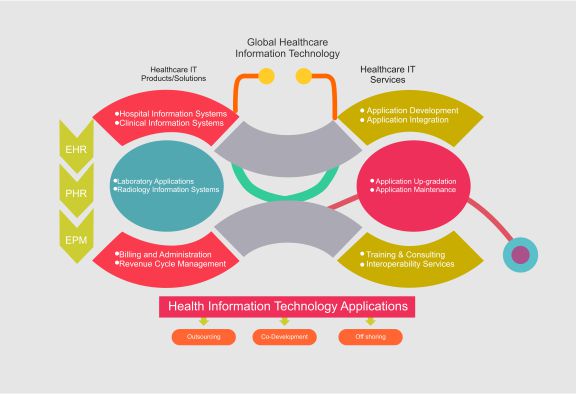 Global Healthcare
Information Technology
Healthcare IT
Products/Solutions
Healthcare IT
Services
Hospital Information Systems
Clinical Information Systems
Application Development
Application Integration
EHR
PHR
EPM
Laboratory Applications
Radiology Information Systems
Application Up-gradation
Application Maintenance
Billing and Administration
Revenue Cycle Management
Training & Consulting
Interoperability Services
Health Information Technology Applications
Outsourcing
Co-Development
Off shoring